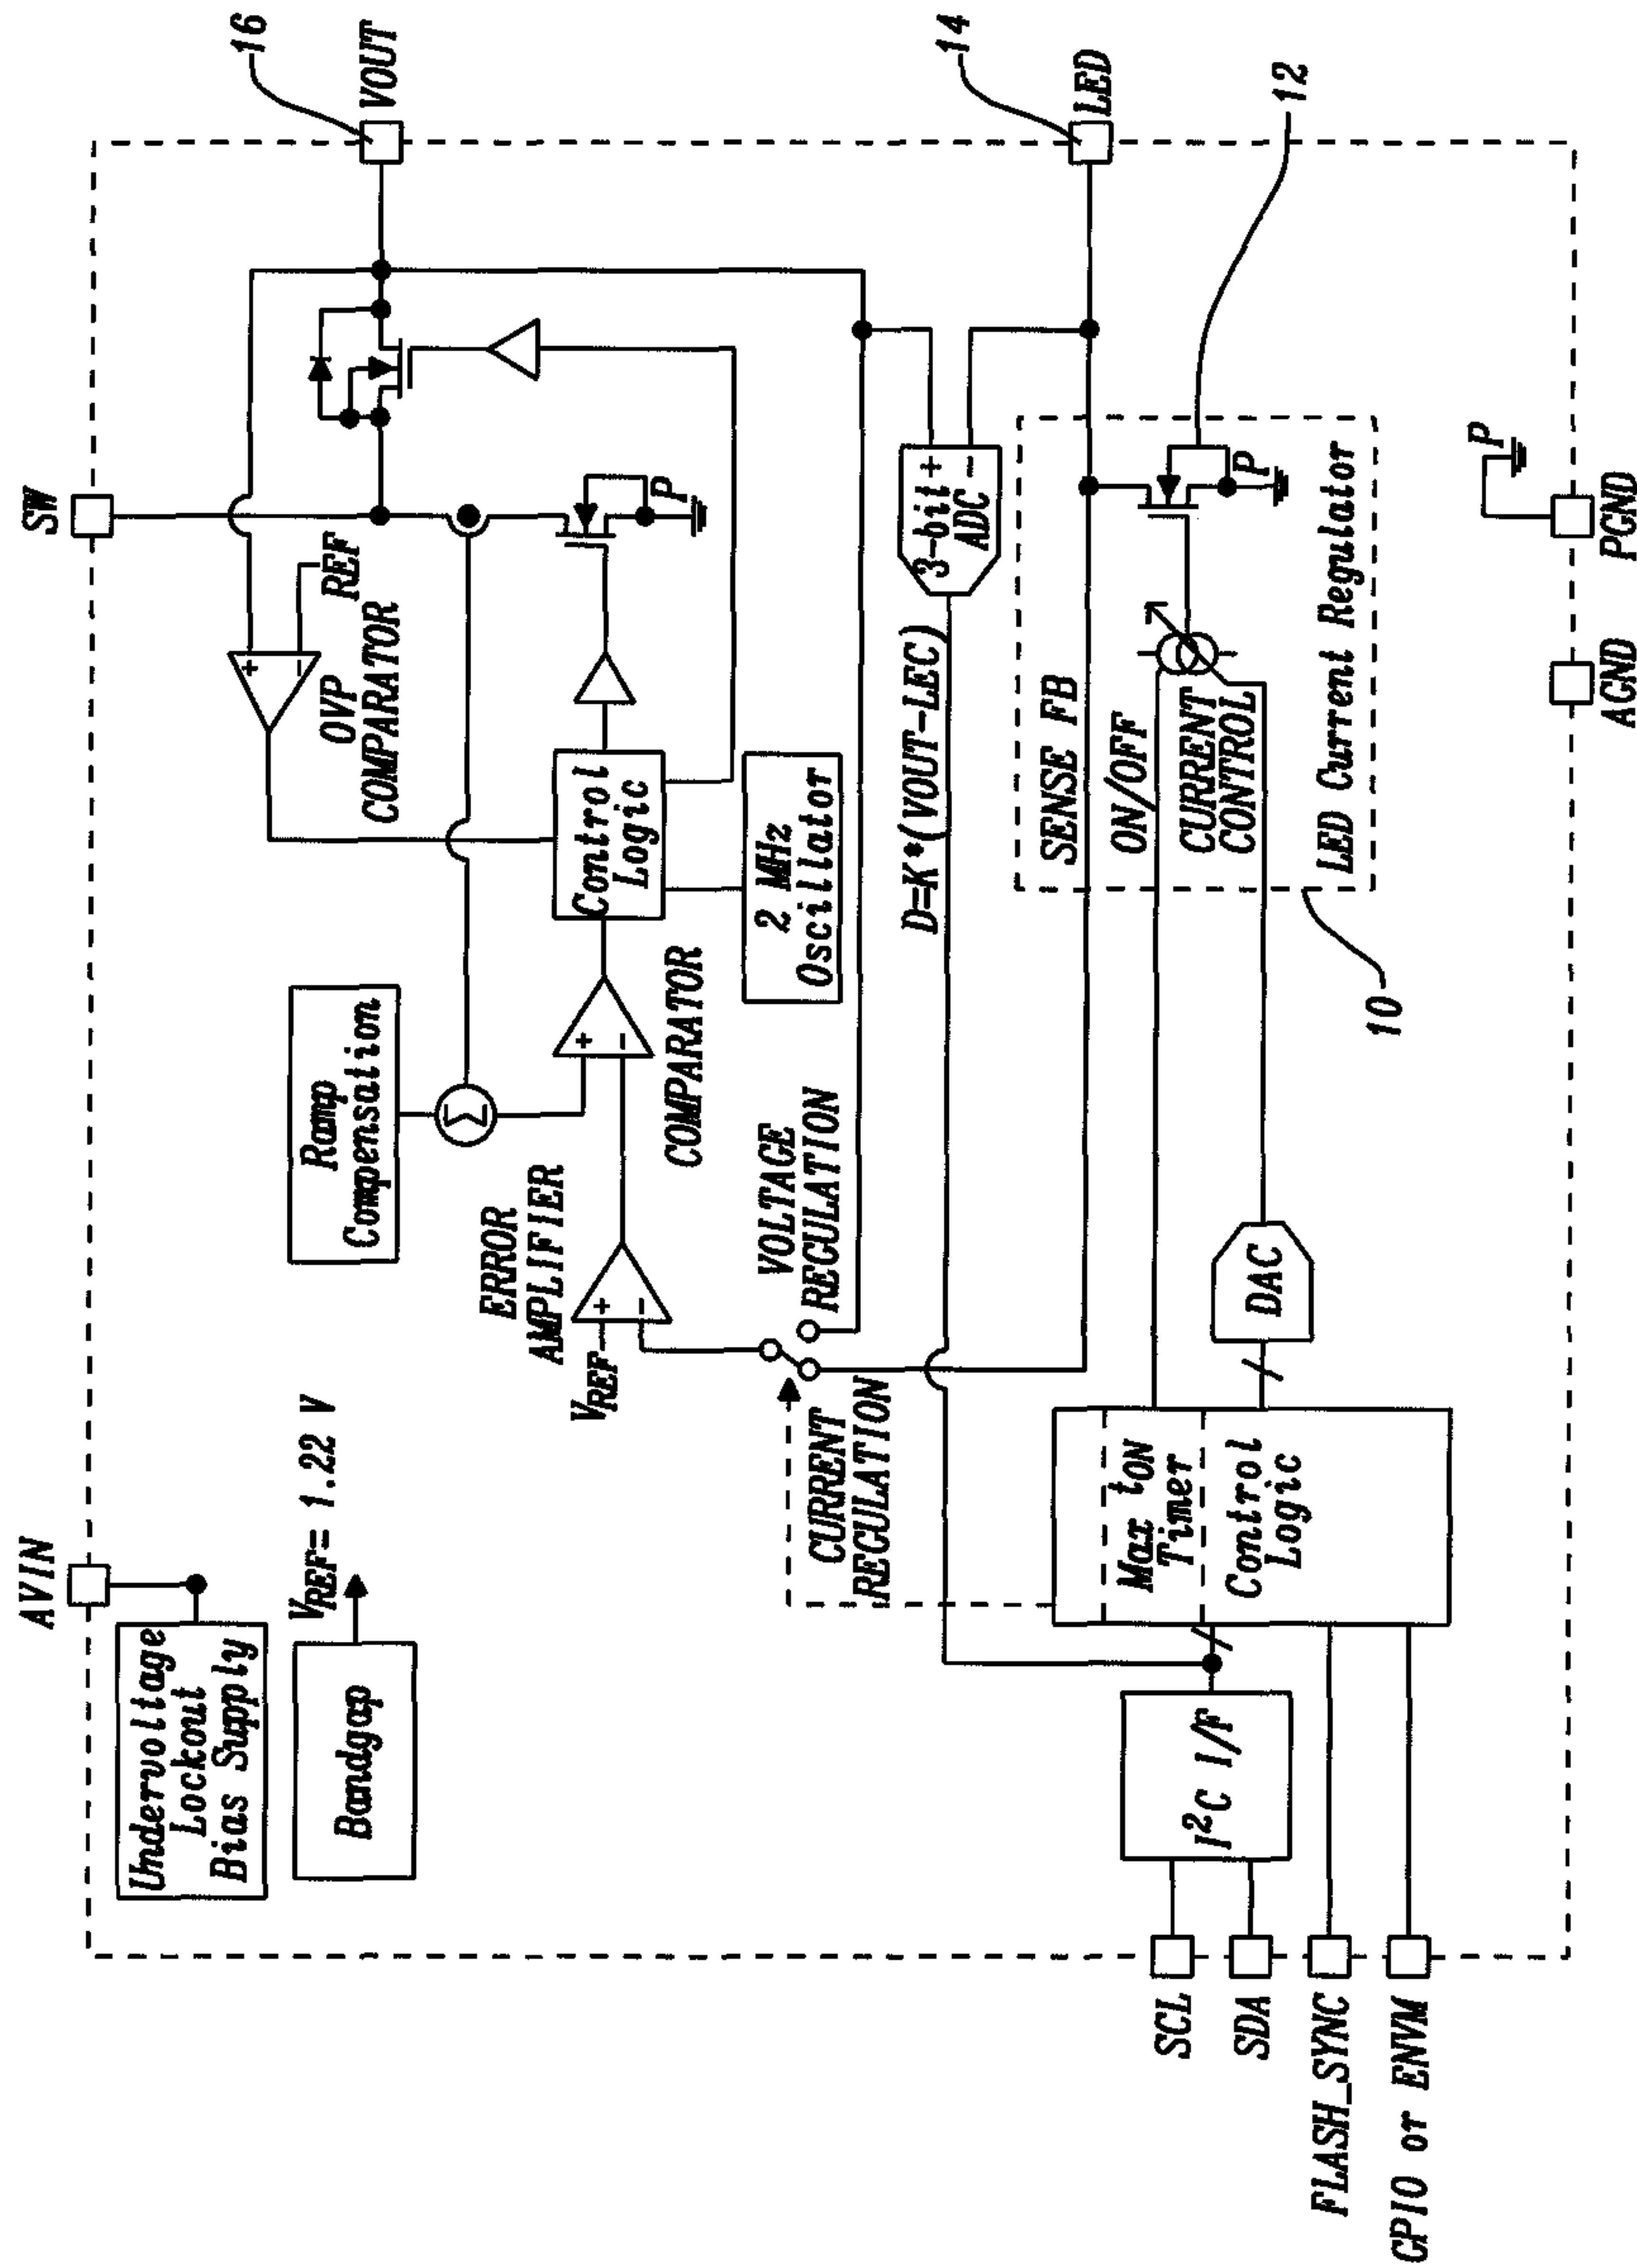 AVIN
SW
16
VOUT
Undervoltage
Lockout
Bias Supply
Bandgap
VREF= 1.22 V
Ramp
Compensation
Σ
+
−
REF
OVP
COMPARATOR
ERROR
AMPLIFIER
VREF
+
−
+
−
COMPARATOR
Control
Logic
2 MHz
Oscillator
P
VOLTAGE
REGULATION
CURRENT
REGULATION
3-bit
ADC
+
−
D=K*(VOUT-LEC)
14
LED
12
SENSE FB
ON/OFF
CURRENT
CONTROL
P
LED Current Regulator
10
Max tON
Timer
Control
Logic
DAC
I2C I/F
SCL
SDA
FLASH_SYNC
GPIO or ENVM
P
AGND
PGND